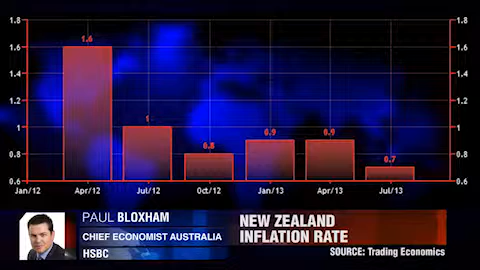 1.8 1.8
1.6 1.6 1.6
1.4 1.4
1.2 1.2
1 1 1
0.8 0.8 0.9 0.9 0.8
0.7
0.6 0.6
Jan/12 Apr/12 Jul/12 Oct/12 Jan/13 Apr/13 Jul/13
PAUL BLOXHAM
CHIEF ECONOMIST AUSTRALIA
HSBC
NEW ZEALAND
INFLATION RATE
SOURCE: Trading Economics